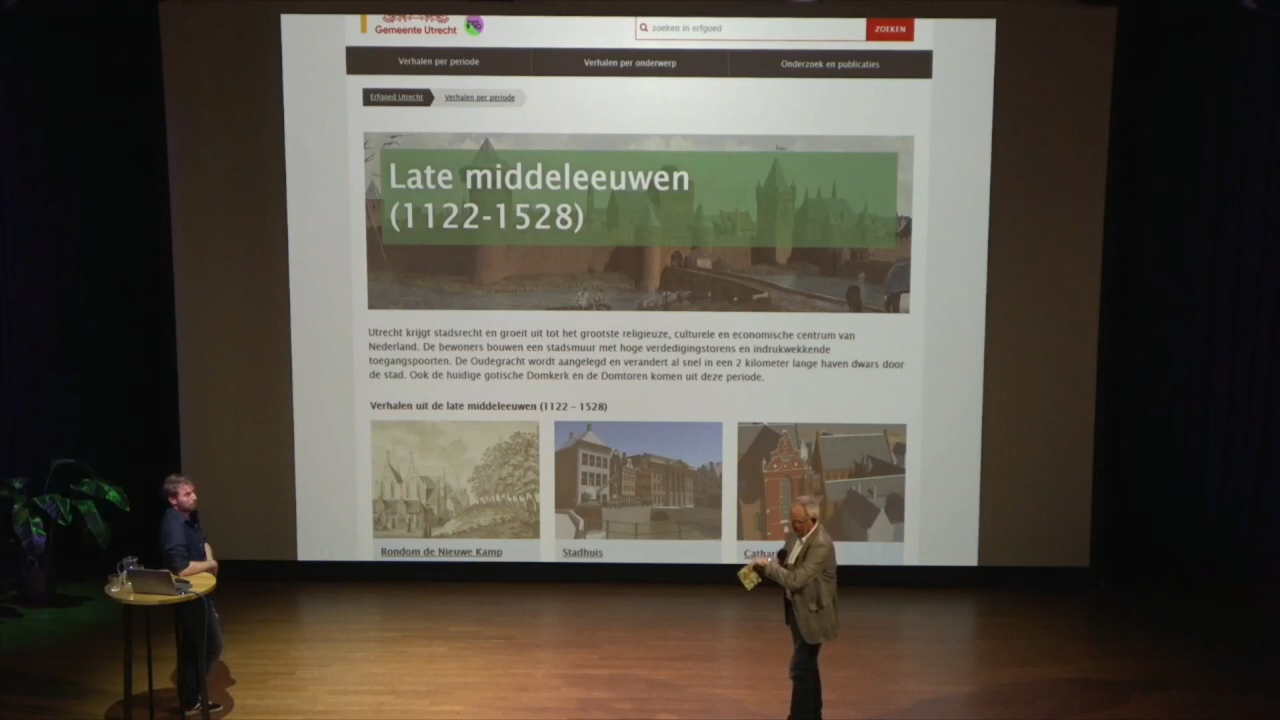 Gemeente Utrecht
zoeken in erfgoed
ZOEKEN
Verhalen per periode
Verhalen per onderwerp
Onderzoek en publicaties
Erfgoed Utrecht
Verhalen per periode
Late middeleeuwen
(1122-1528)
Utrecht krijgt stadsrecht en groeit uit tot het grootste religieuze, culturele en economische centrum van
Nederland. De bewoners bouwen een stadsmuur met hoge verdedigingstorens en indrukwekkende
toegangspoorten. De Oudegracht wordt aangelegd en verandert al snel in een 2 kilometer lange haven dwars door
de stad. Ook de huidige gotische Domkerk en de Domtoren komen uit deze periode.
Verhalen uit de late middeleeuwen (1122 – 1528)
Rondom de Nieuwe Kamp
Stadhuis
Cathar